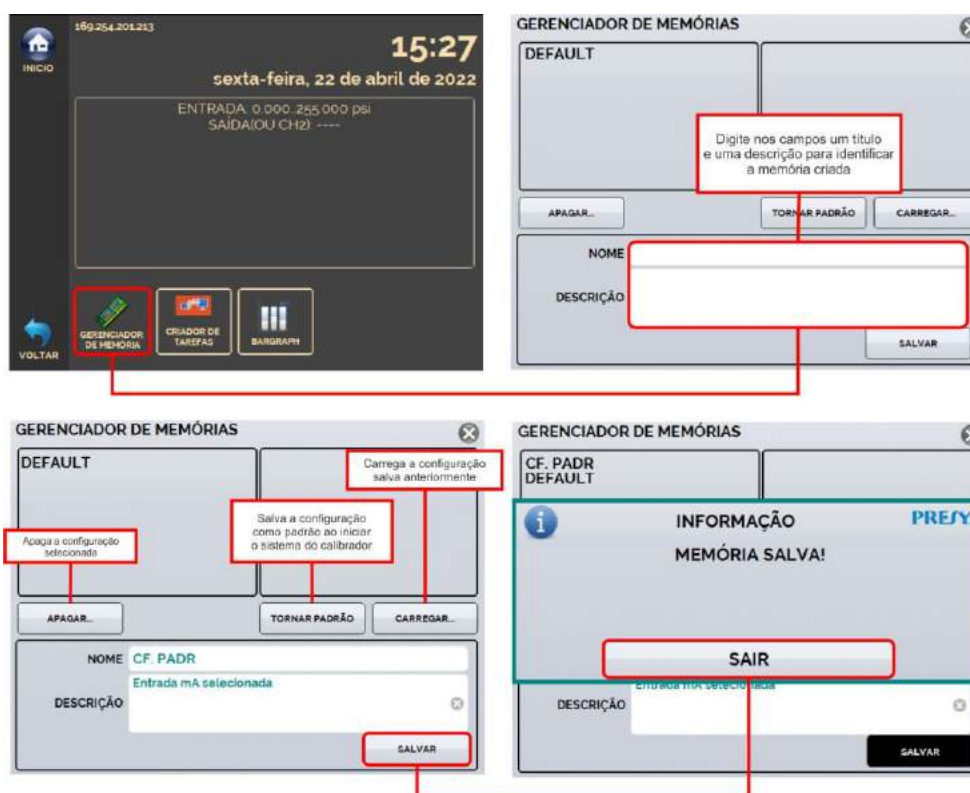 169.254.201.213
INICIO
15:27
sexta-feira, 22 de abril de 2022
ENTRADA: 0.000..255.000 psi
SAÍDA(OU CH2): ----
GERENCIADOR
DE MEMÓRIA
CRIADOR DE
TAREFAS
BARGRAPH
VOLTAR
GERENCIADOR DE MEMÓRIAS
DEFAULT
Digite nos campos um título
e uma descrição para identificar
a memória criada
APAGAR...
TORNAR PADRÃO
CARREGAR...
NOME
DESCRIÇÃO
SALVAR
GERENCIADOR DE MEMÓRIAS
DEFAULT
Carrega a configuração
salva anteriormente
Salva a configuração
como padrão ao iniciar
o sistema do calibrador
Apaga a configuração
selecionada
APAGAR...
TORNAR PADRÃO
CARREGAR...
NOME CF. PADR
Entrada mA selecionada
DESCRIÇÃO
SALVAR
GERENCIADOR DE MEMÓRIAS
CF. PADR
DEFAULT
INFORMAÇÃO
PRESY
MEMÓRIA SALVA!
SAIR
Entrada mA selecionada
DESCRIÇÃO
SALVAR